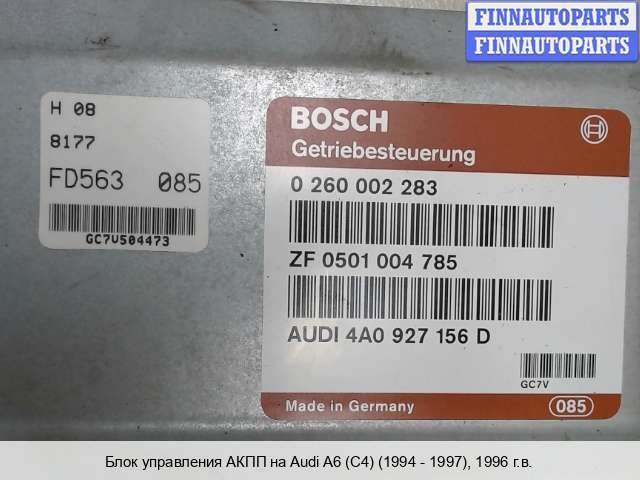 FINNAUTOPARTS
FINNAUTOPARTS
H 08
8177
FD563 085
GC7V504473
BOSCH
Getriebesteuerung
0 260 002 283
ZF 0501 004 785
AUDI 4A0 927 156 D
GC7V
Made in Germany
085
Блок управления АКПП на Audi A6 (C4) (1994 - 1997), 1996 г.в.